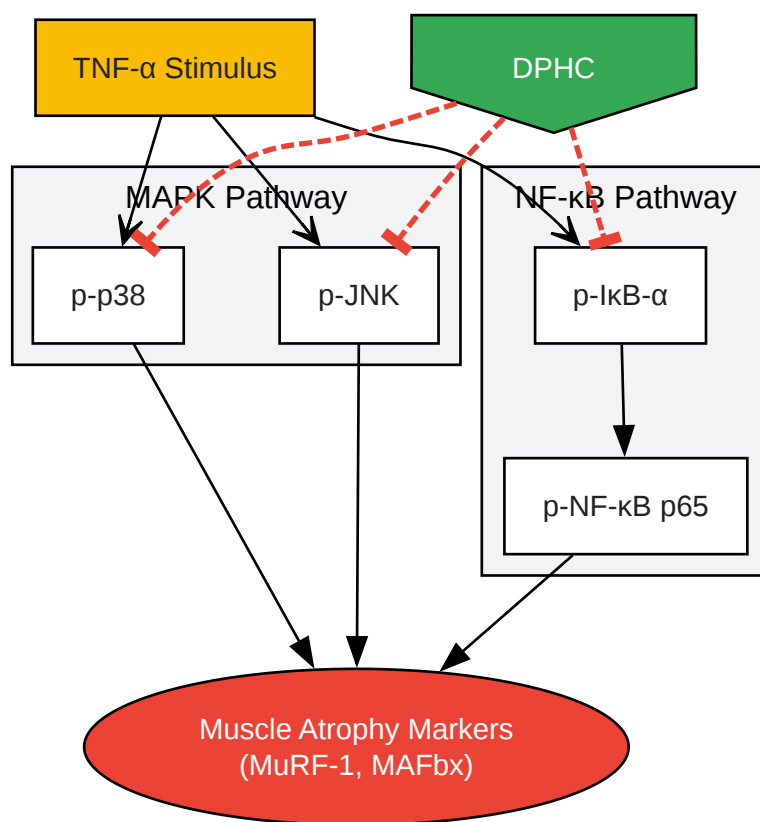 TNF-α Stimulus
DPHC
MAPK Pathway
NF-κB Pathway
p-p38
p-JNK
p-IκB-α
p-NF-κB p65
Muscle Atrophy Markers
(MuRF-1, MAFbx)